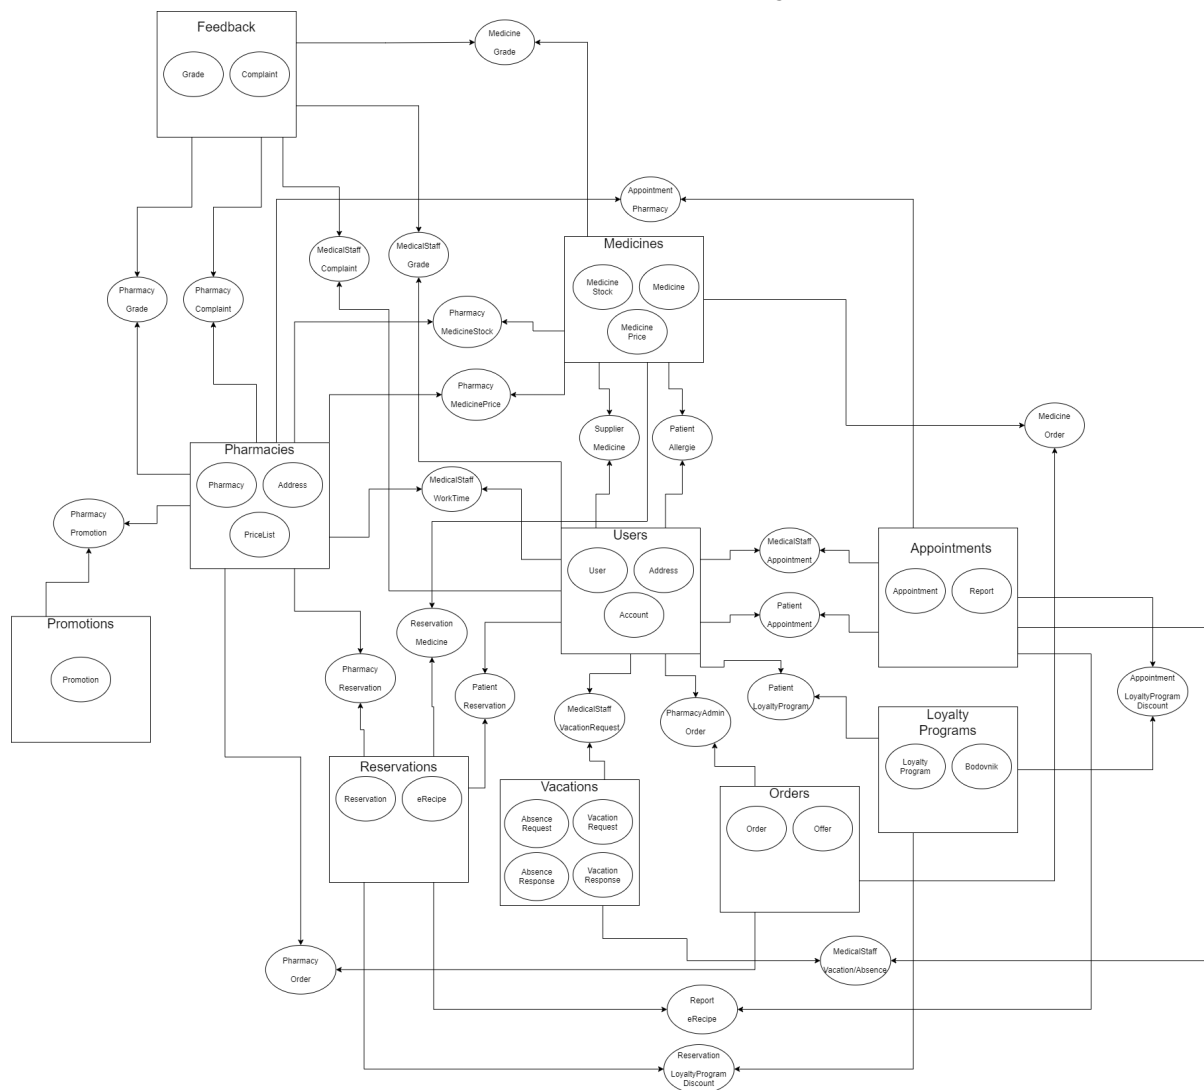 Feedback
Grade
Complaint
Medicine
Grade
Appointment
Pharmacy
MedicalStaff
Complaint
MedicalStaff
Grade
Medicines
Medicine
Stock
Medicine
Medicine
Price
Pharmacy
Grade
Pharmacy
Complaint
Pharmacy
MedicineStock
Pharmacy
MedicinePrice
Supplier
Medicine
Patient
Allergie
Medicine
Order
Pharmacies
Pharmacy
Address
PriceList
MedicalStaff
WorkTime
Pharmacy
Promotion
Users
User
Address
Account
MedicalStaff
Appointment
Patient
Appointment
Appointments
Appointment
Report
Promotions
Promotion
Reservation
Medicine
Pharmacy
Reservation
Patient
Reservation
MedicalStaff
VacationRequest
PharmacyAdmin
Order
Patient
LoyaltyProgram
Appointment
LoyaltyProgram
Discount
Loyalty
Programs
Loyalty
Program
Bodovnik
Reservations
Reservation
eRecipe
Vacations
Absence
Request
Vacation
Request
Absence
Response
Vacation
Response
Orders
Order
Offer
Pharmacy
Order
MedicalStaff
Vacation/Absence
Report
eRecipe
Reservation
LoyaltyProgram
Discount